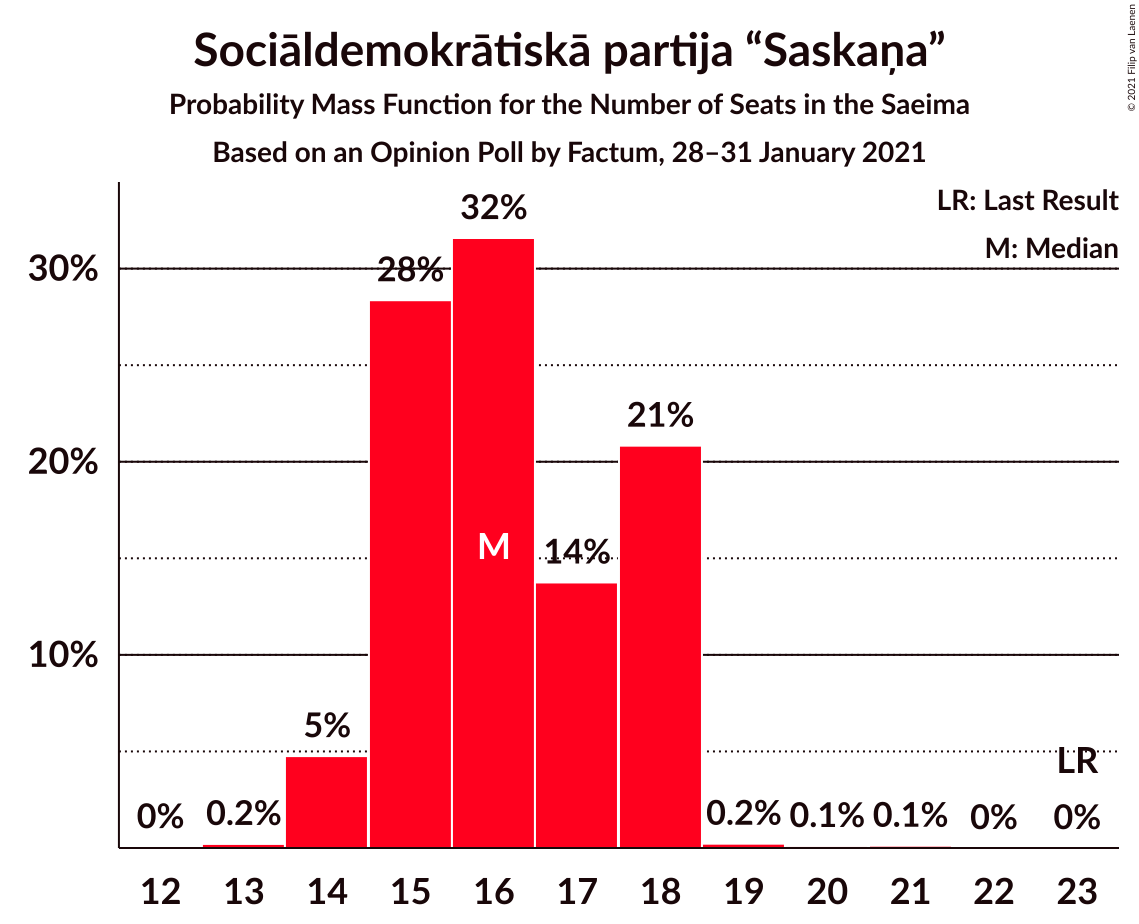 Sociāldemokrātiskā partija “Saskaņa”
Probability Mass Function for the Number of Seats in the Saeima
Based on an Opinion Poll by Factum, 28–31 January 2021
© 2021 Filip van Laenen
LR: Last Result
M: Median
30%
20%
10%
0%
0.2%
5%
28%
32%
M
14%
21%
0.2%
0.1%
0.1%
0%
LR
0%
12 13 14 15 16 17 18 19 20 21 22 23